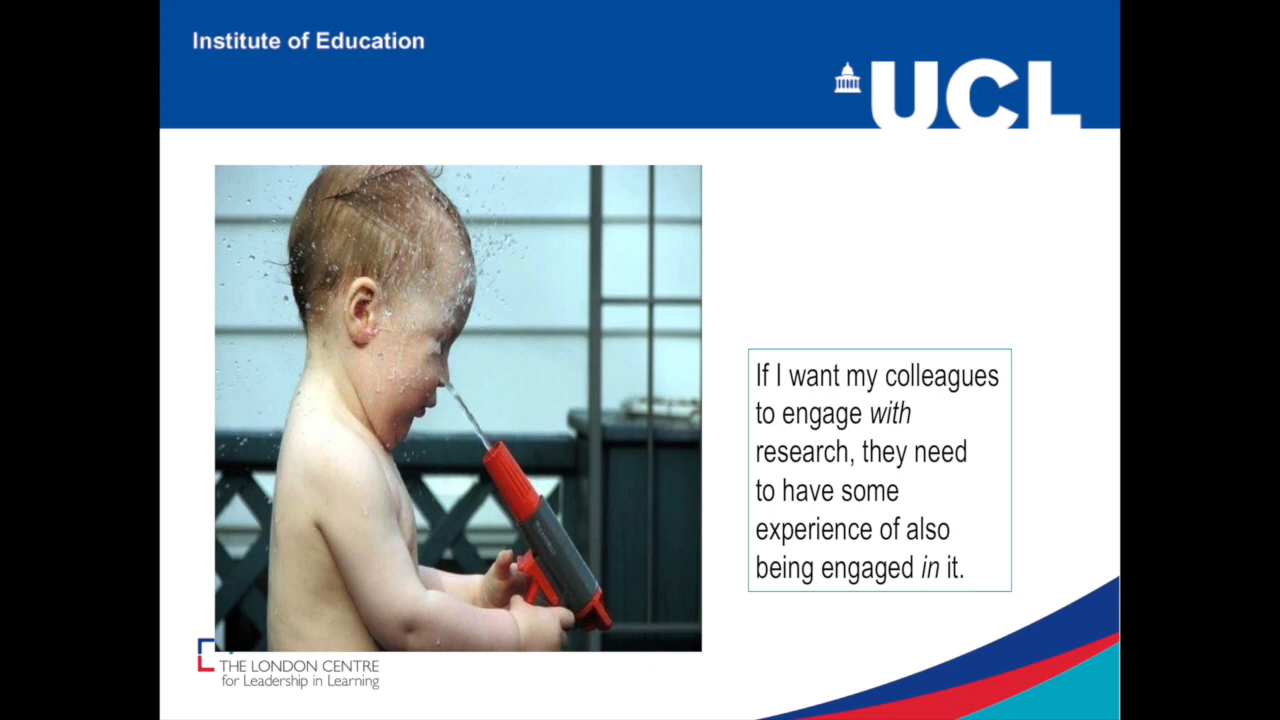 Institute of Education
UCL
If I want my colleagues
to engage with
research, they need
to have some
experience of also
being engaged in it.
THE LONDON CENTRE
for Leadership in Learning